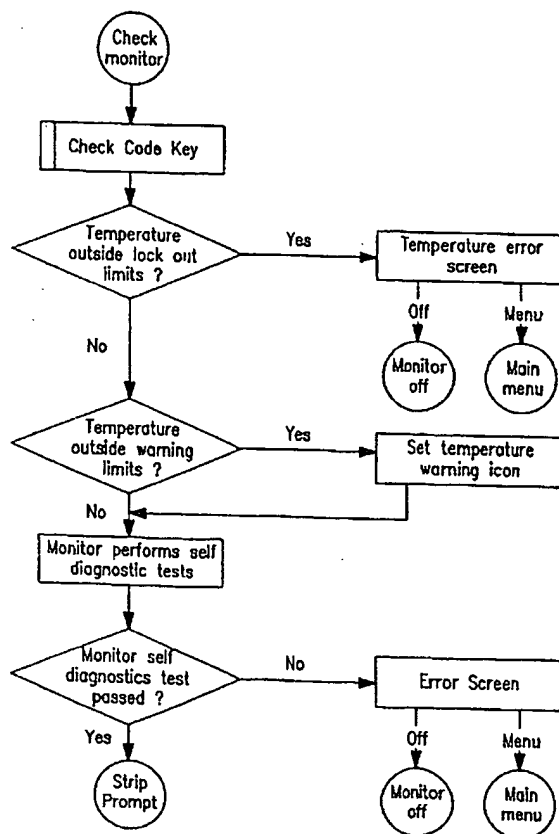 Check
monitor
Check Code Key
Temperature
outside lock out
limits ?
Yes
Temperature error
screen
Off
Menu
No
Monitor
off
Main
menu
Temperature
outside warning
limits ?
Yes
Set temperature
warning icon
No
Monitor performs self
diagnostic tests
Monitor self
diagnostics test
passed ?
No
Error Screen
Yes
Off
Menu
Strip
Prompt
Monitor
off
Main
menu